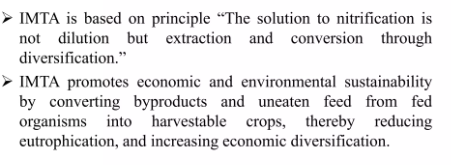 ➤ IMTA is based on principle “The solution to nitrification is
not dilution but extraction and conversion through
diversification.”
➤ IMTA promotes economic and environmental sustainability
by converting byproducts and uneaten feed from fed
organisms into harvestable crops, thereby reducing
eutrophication, and increasing economic diversification.